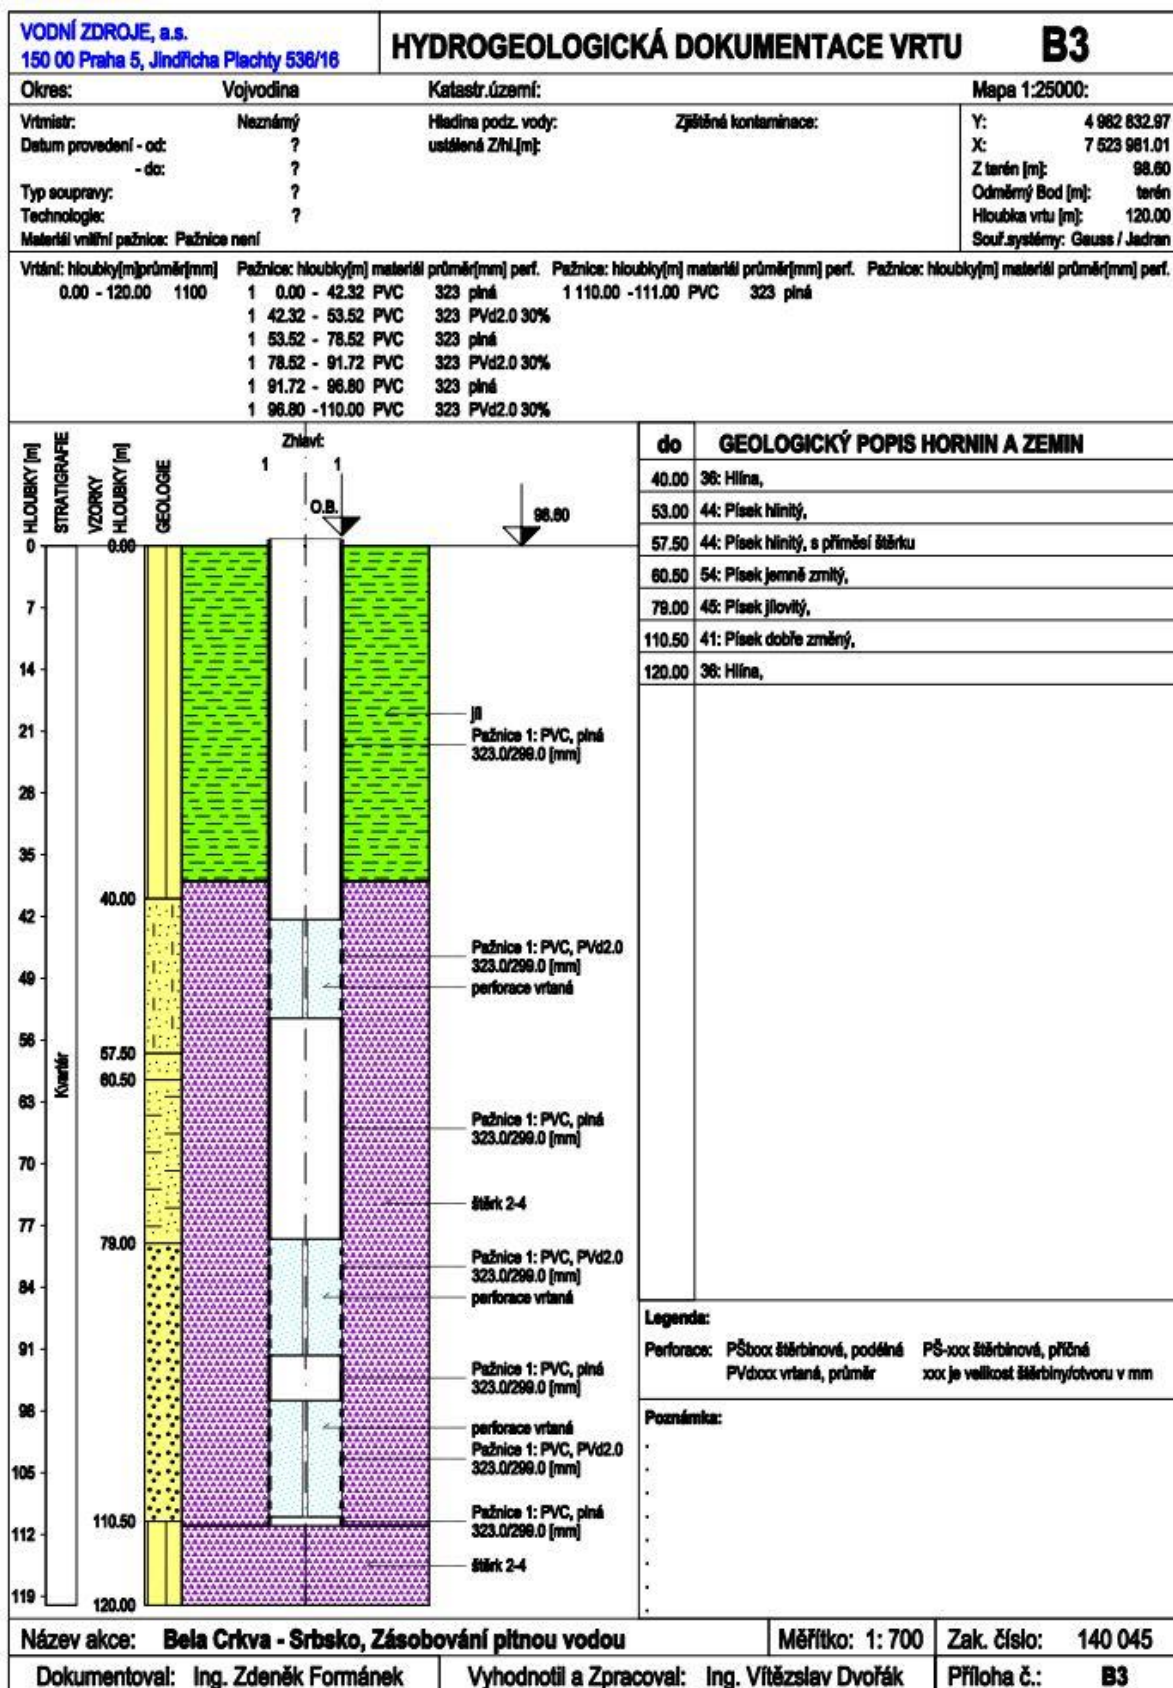 VODNÍ ZDROJE, a.s.
150 00 Praha 5, Jindřicha Plachty 536/16
HYDROGEOLOGICKÁ DOKUMENTACE VRTU B3
Okres: Vojvodina Katastr.území: Mapa 1:25000:
Vrtmistr: Neznámý Hladina podz. vody: Zjištěná kontaminace: Y: 4 982 832.97
Datum provedení - od: ? ustálená Z/hl.[m]: X: 7 523 981.01
- do: ? Z terén [m]: 98.60
Typ soupravy: ? Odměrný Bod [m]: terén
Technologie: ? Hloubka vrtu [m]: 120.00
Materiál vnitřní pažnice: Pažnice není Souř.systémy: Gauss / Jadran
Vrtání: hloubky[m]průměr[mm] Pažnice: hloubky[m] materiál průměr[mm] perf. Pažnice: hloubky[m] materiál průměr[mm] perf. Pažnice: hloubky[m] materiál průměr[mm] perf.
0.00 - 120.00 1100 1 0.00 - 42.32 PVC 323 plná 1 110.00 -111.00 PVC 323 plná
1 42.32 - 53.52 PVC 323 PVd2.0 30%
1 53.52 - 78.52 PVC 323 plná
1 78.52 - 91.72 PVC 323 PVd2.0 30%
1 91.72 - 96.80 PVC 323 plná
1 96.80 -110.00 PVC 323 PVd2.0 30%
HLOUBKY [m]
STRATIGRAFIE
VZORKY
HLOUBKY [m]
GEOLOGIE
Zhlaví:
1 1
O.B.
98.60
0 0.00
7
14
jíl
21
Pažnice 1: PVC, plná
323.0/299.0 [mm]
28
35
40.00
42
Pažnice 1: PVC, PVd2.0
323.0/299.0 [mm]
49
perforace vrtaná
56
57.50
Kvartér
60.50
63
Pažnice 1: PVC, plná
323.0/299.0 [mm]
70
štěrk 2-4
77
79.00
Pažnice 1: PVC, PVd2.0
323.0/299.0 [mm]
84
perforace vrtaná
91
Pažnice 1: PVC, plná
323.0/299.0 [mm]
98
perforace vrtaná
Pažnice 1: PVC, PVd2.0
323.0/299.0 [mm]
105
110.50
Pažnice 1: PVC, plná
323.0/299.0 [mm]
112
štěrk 2-4
119
120.00
do GEOLOGICKÝ POPIS HORNIN A ZEMIN
40.00 36: Hlína,
53.00 44: Písek hlinitý,
57.50 44: Písek hlinitý, s příměsí štěrku
60.50 54: Písek jemně zrnitý,
79.00 45: Písek jílovitý,
110.50 41: Písek dobře zrněný,
120.00 36: Hlína,
Legenda:
Perforace: PŠbxxx štěrbinová, podélná PŠ-xxx štěrbinová, příčná
PVdxxx vrtaná, průměr xxx je velikost štěrbiny/otvoru v mm
Poznámka:
.
.
.
.
.
.
.
.
Název akce: Bela Crkva - Srbsko, Zásobování pitnou vodou Měřítko: 1: 700 Zak. číslo: 140 045
Dokumentoval: Ing. Zdeněk Formánek Vyhodnotil a Zpracoval: Ing. Vítězslav Dvořák Příloha č.: B3